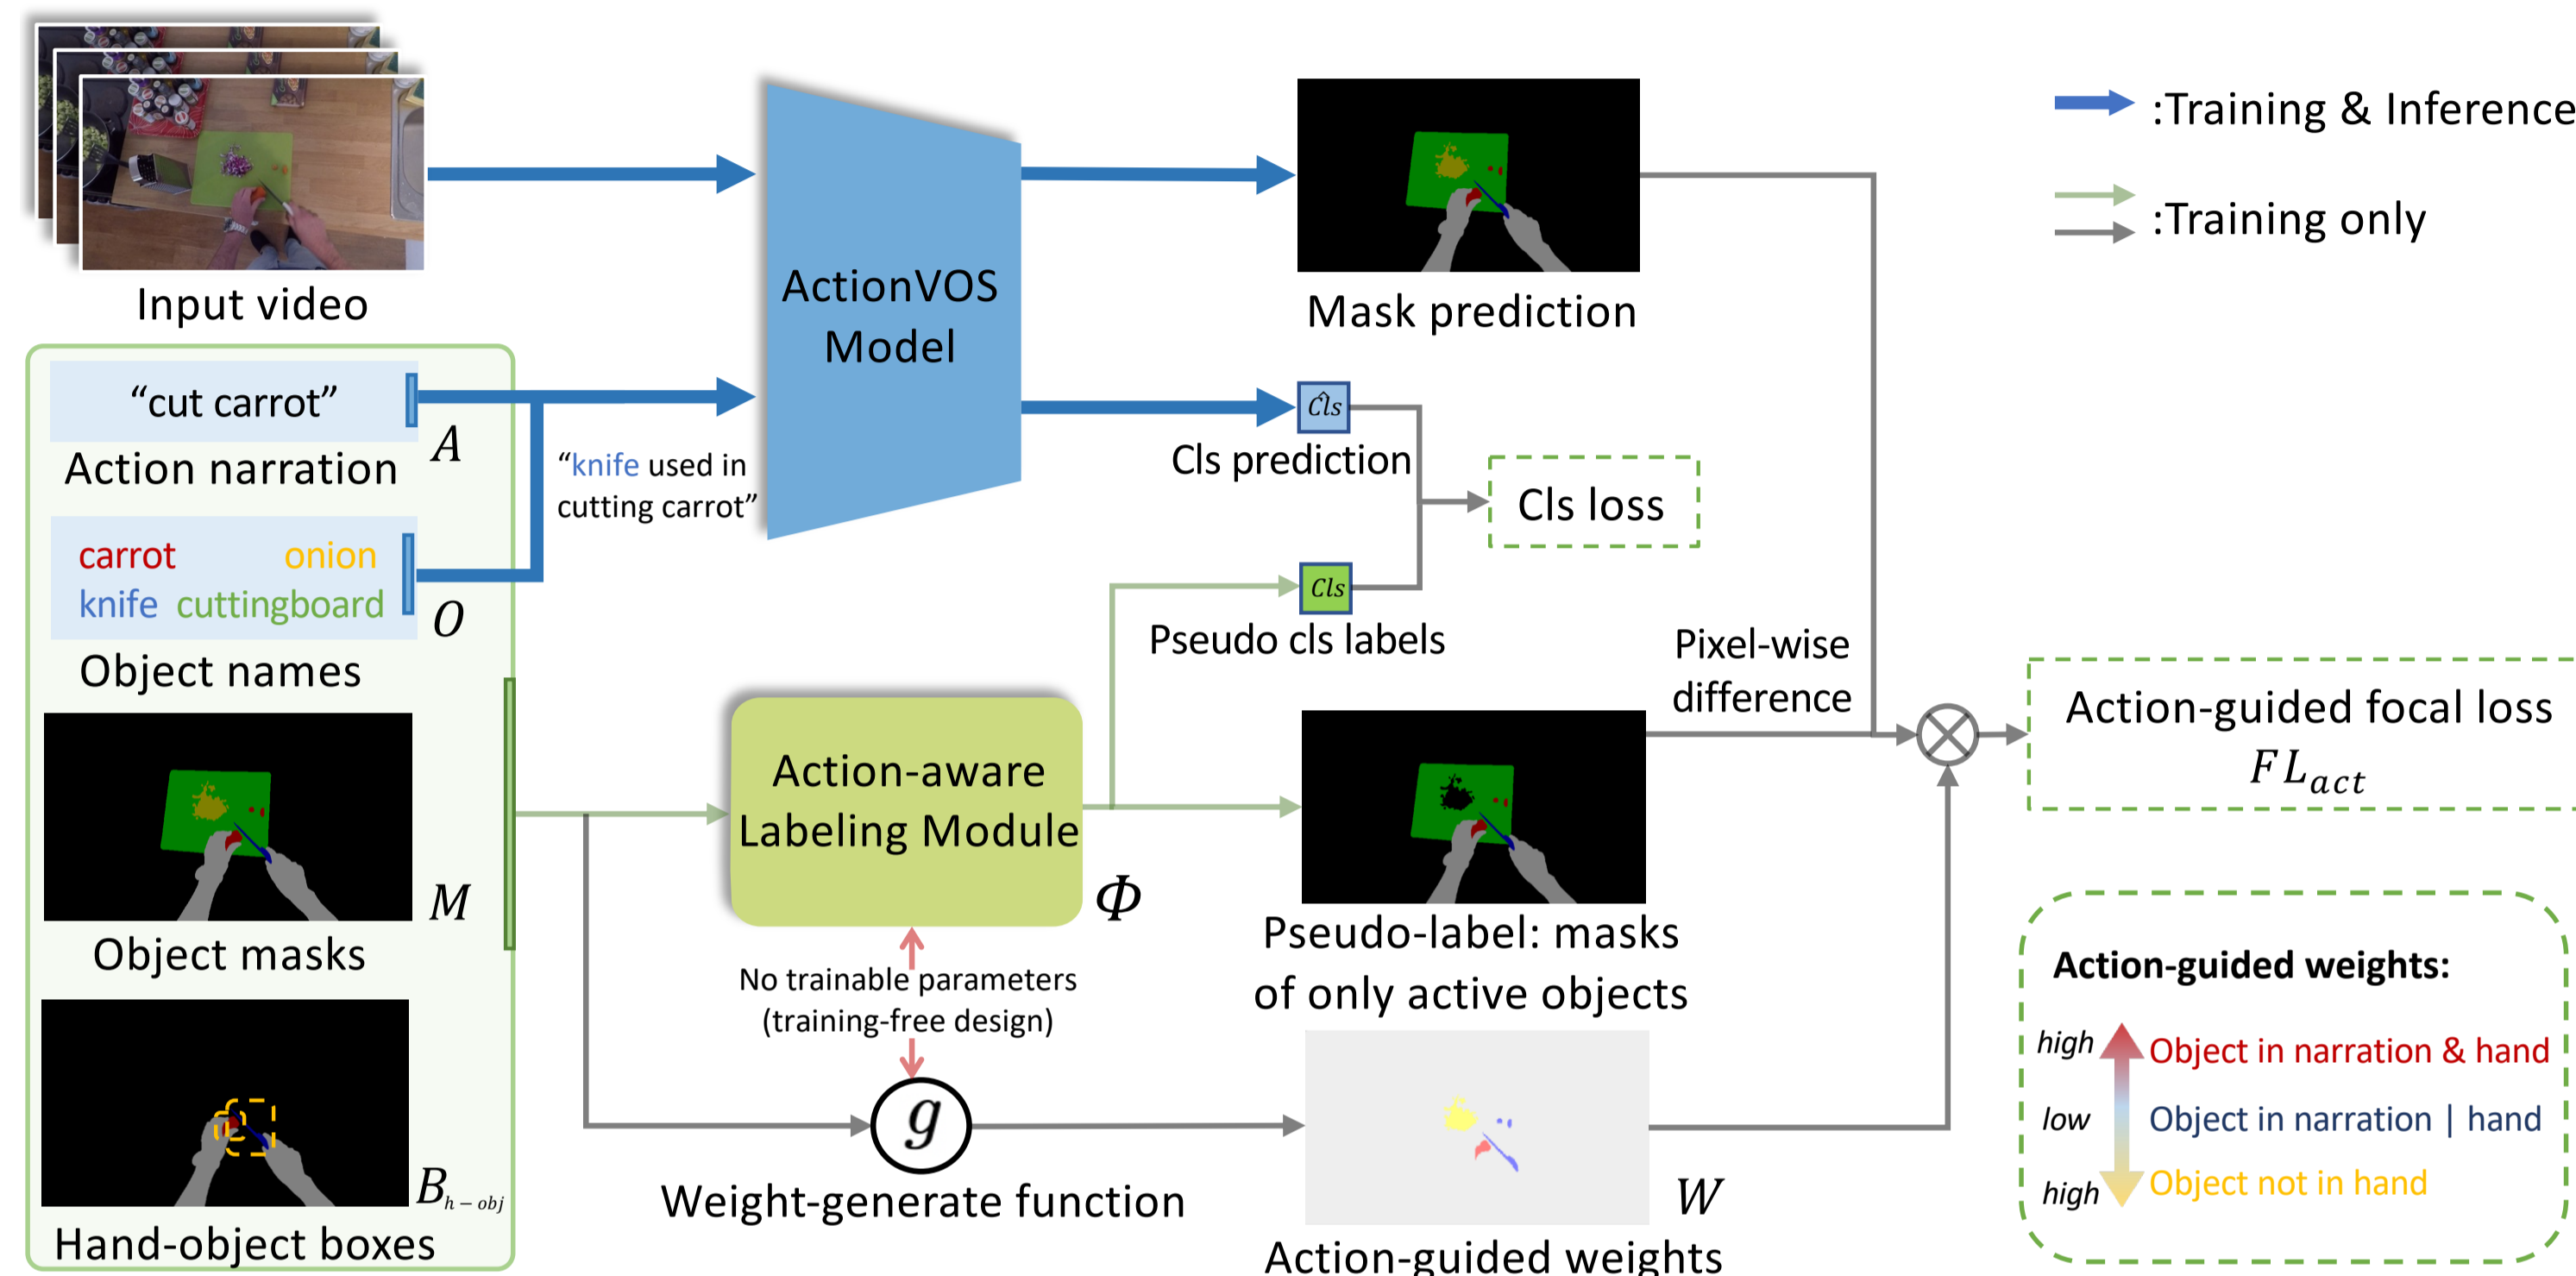 Input video
“cut carrot”
A
Action narration
carrot onion
knife cuttingboard
O
Object names
M
Object masks
B_{h-obj}
Hand-object boxes
“knife used in
cutting carrot”
ActionVOS
Model
Mask prediction
Ĉls
Cls prediction
Cls loss
Cls
Pseudo cls labels
Action-aware
Labeling Module
Φ
No trainable parameters
(training-free design)
g
Weight-generate function
Pseudo-label: masks
of only active objects
W
Action-guided weights
Pixel-wise
difference
:Training & Inference
:Training only
Action-guided focal loss
FL_{act}
Action-guided weights:
high Object in narration & hand
low Object in narration | hand
high Object not in hand